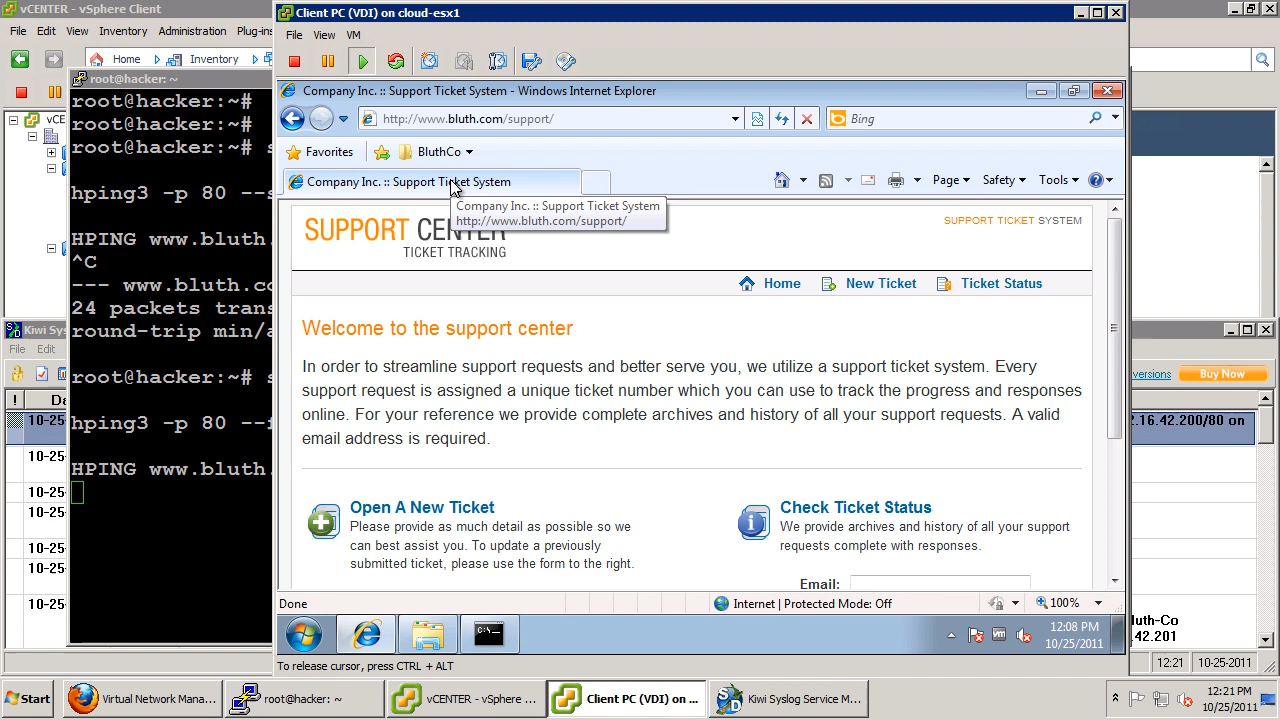 vCENTER - vSphere Client
File Edit View Inventory Administration Plug-ins
Home Inventory
root@hacker: ~
root@hacker:~#
root@hacker:~#
root@hacker:~# s
hping3 -p 80 --s
HPING www.bluth.
^C
--- www.bluth.co
24 packets trans
round-trip min/a
root@hacker:~# s
hping3 -p 80 --f
HPING www.bluth.
Kiwi Sys
File Edit
! Da
10-25-
10-25-
10-25-
10-25-
10-25-
10-25-
10-25-
Client PC (VDI) on cloud-esx1
File View VM
Company Inc. :: Support Ticket System - Windows Internet Explorer
http://www.bluth.com/support/
Bing
Favorites BluthCo
Company Inc. :: Support Ticket System
Page Safety Tools
Company Inc. :: Support Ticket System
http://www.bluth.com/support/
SUPPORT CENTER
TICKET TRACKING
SUPPORT TICKET SYSTEM
Home New Ticket Ticket Status
Welcome to the support center
In order to streamline support requests and better serve you, we utilize a support ticket system. Every
support request is assigned a unique ticket number which you can use to track the progress and responses
online. For your reference we provide complete archives and history of all your support requests. A valid
email address is required.
Open A New Ticket
Please provide as much detail as possible so we
can best assist you. To update a previously
submitted ticket, please use the form to the right.
Check Ticket Status
We provide archives and history of all your support
requests complete with responses.
Email:
Done Internet | Protected Mode: Off 100%
12:08 PM
10/25/2011
To release cursor, press CTRL + ALT
versions Buy Now
2.16.42.200/80 on
luth-Co
.42.201
12:21 10-25-2011
Start Virtual Network Mana... root@hacker: ~ vCENTER - vSphere ... Client PC (VDI) on ... Kiwi Syslog Service M...
12:21 PM
10/25/2011